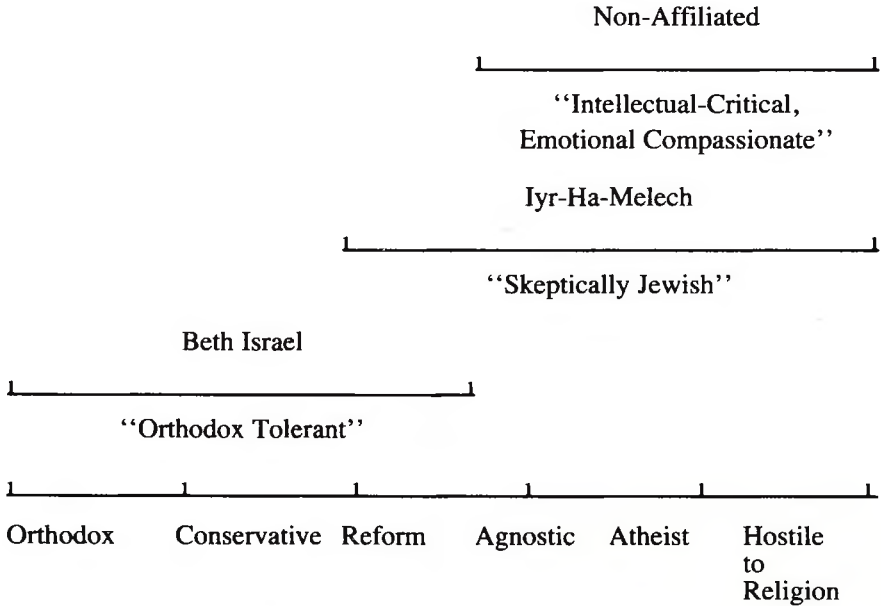 Non-Affiliated
‘‘Intellectual-Critical,
Emotional Compassionate’’
Iyr-Ha-Melech
‘‘Skeptically Jewish’’
Beth Israel
‘‘Orthodox Tolerant’’
Orthodox Conservative Reform Agnostic Atheist Hostile
to
Religion